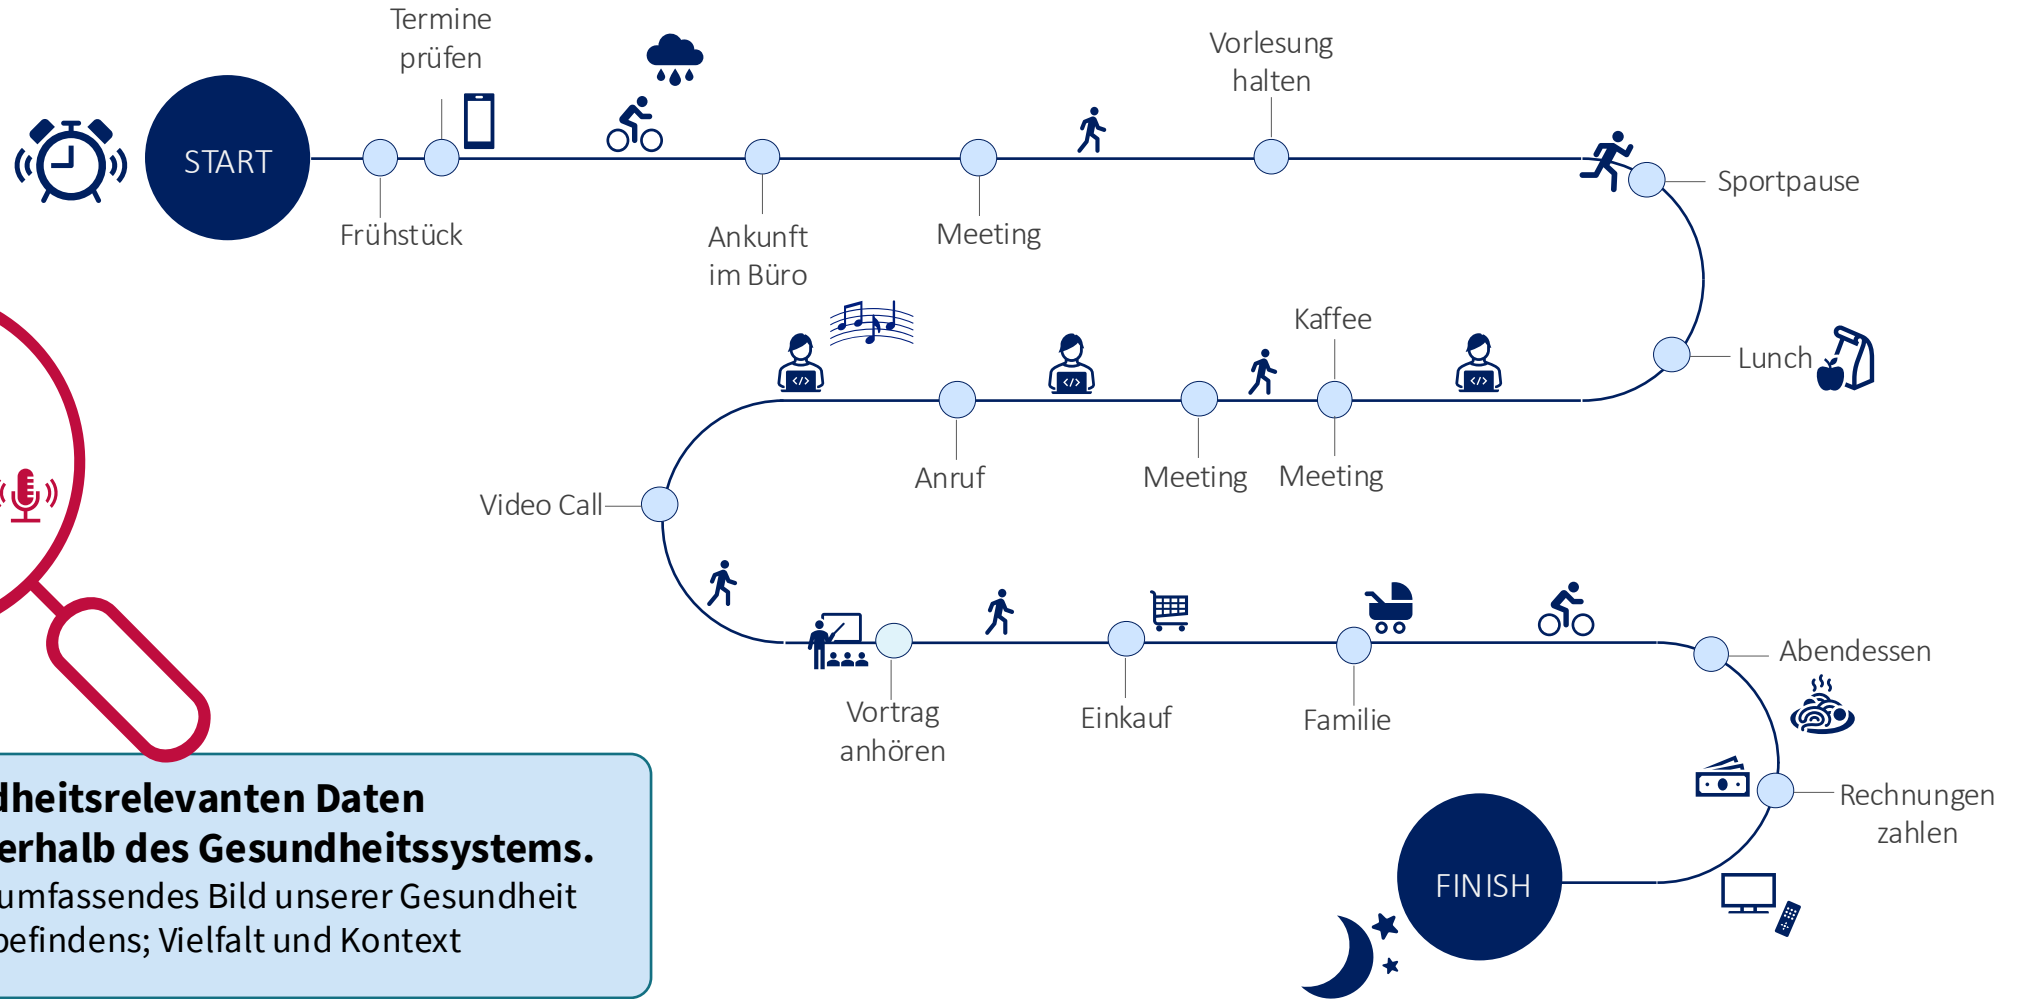 START
Frühstück
Termine
prüfen
Ankunft
im Büro
Meeting
Vorlesung
halten
Sportpause
Lunch
Kaffee
Meeting
Meeting
Anruf
Video Call
Vortrag
anhören
Einkauf
Familie
Abendessen
Rechnungen
zahlen
FINISH
dheitsrelevanten Daten
erhalb des Gesundheitssystems.
umfassendes Bild unserer Gesundheit
befindens; Vielfalt und Kontext